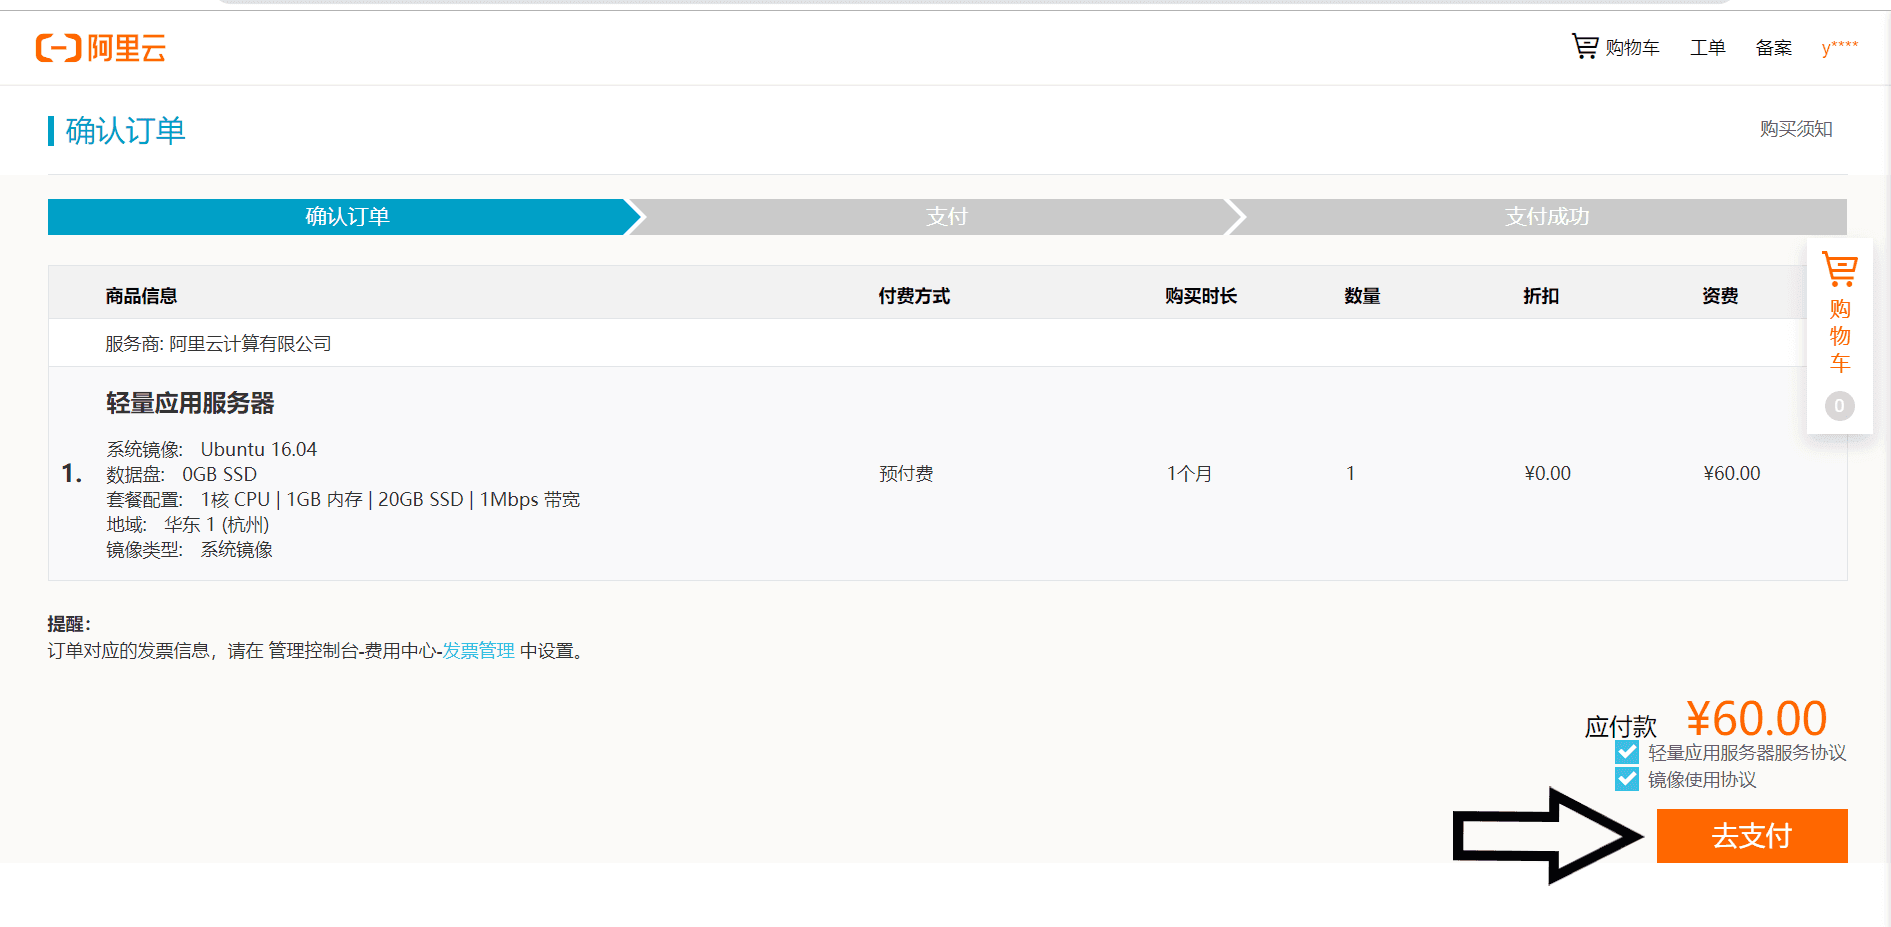 阿里云
购物车 工单 备案 y****
确认订单
购买须知
确认订单 支付 支付成功
商品信息 付费方式 购买时长 数量 折扣 资费
服务商: 阿里云计算有限公司
轻量应用服务器
系统镜像: Ubuntu 16.04
数据盘: 0GB SSD
1. 预付费 1个月 1 ¥0.00 ¥60.00
套餐配置: 1核 CPU | 1GB 内存 | 20GB SSD | 1Mbps 带宽
地域: 华东 1 (杭州)
镜像类型: 系统镜像
购
物
车
0
提醒：
订单对应的发票信息，请在 管理控制台-费用中心-发票管理 中设置。
应付款 ¥60.00
轻量应用服务器服务协议
镜像使用协议
去支付